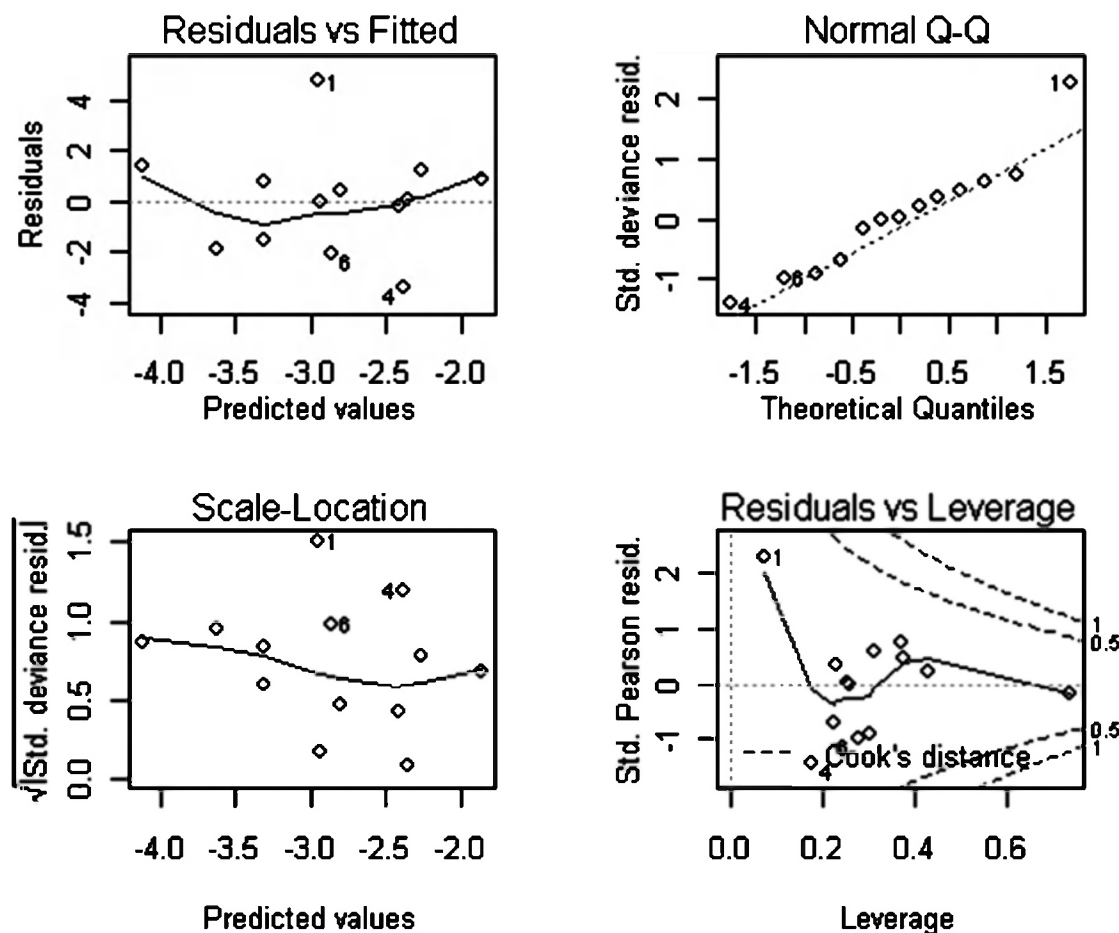 Residuals vs Fitted
Residuals
4
2
0
-2
-4
1
6
4
-4.0 -3.5 -3.0 -2.5 -2.0
Predicted values
Normal Q-Q
Std. deviance resid.
2
1
0
-1
1
6
4
-1.5 -0.5 0.5 1.5
Theoretical Quantiles
Scale-Location
√|Std. deviance resid.|
1.5
1.0
0.5
0.0
1
4
6
-4.0 -3.5 -3.0 -2.5 -2.0
Predicted values
Residuals vs Leverage
Std. Pearson resid.
2
1
0
-1
1
6
4
Cook's distance
1
0.5
0.5
1
0.0 0.2 0.4 0.6
Leverage